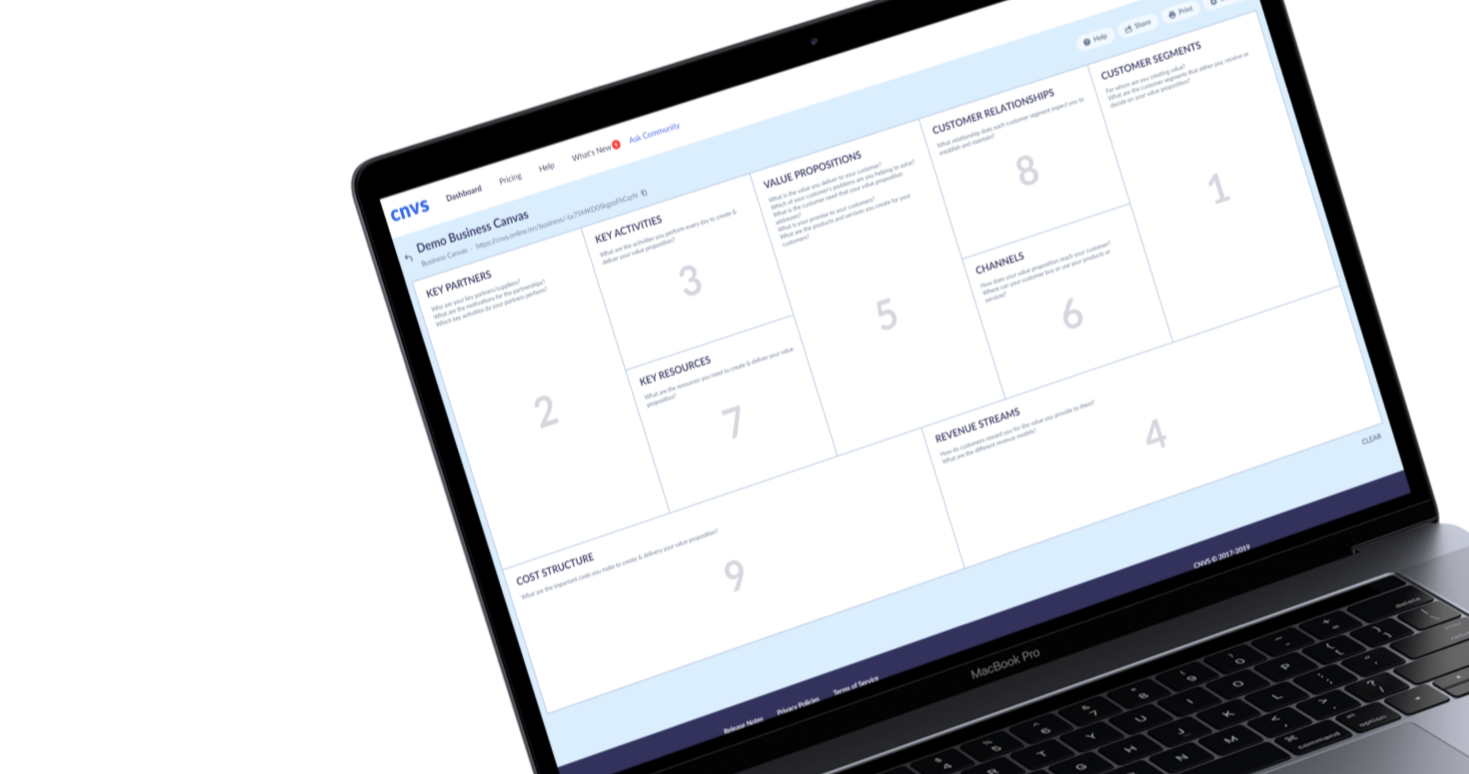 Help
Share
Print
cnvs
Dashboard
Pricing
Help
What's New
Ask Community
Demo Business Canvas
Business Canvas
KEY PARTNERS
Who are your key partners/suppliers?
What are the motivations for the partnerships?
Which key activities do your partners perform?
2
KEY ACTIVITIES
What are the activities you perform every day to create &
deliver your value proposition?
3
KEY RESOURCES
What are the resources you need to create & deliver your value
proposition?
7
VALUE PROPOSITIONS
What is the value you deliver to your customer?
Which of your customer's problems are you helping to solve?
What is the customer need that your value proposition
addresses?
What is your promise to your customers?
What are the products and services you create for your
customers?
5
CUSTOMER RELATIONSHIPS
What relationship does each customer segment expect you to
establish and maintain?
8
CHANNELS
How does your value proposition reach your customer?
Where can your customer buy or use your products or
services?
6
CUSTOMER SEGMENTS
For whom are you creating value?
What are the customer segments that either pay, receive or
decide on your value proposition?
1
COST STRUCTURE
What are the important costs you make to create & delivery your value proposition?
9
REVENUE STREAMS
How do customers reward you for the value you provide to them?
What are the different revenue models?
4
CLEAR
Release Notes
Privacy Policies
Terms of Service
CNVS © 2017-2019
MacBook Pro
delete
command
option